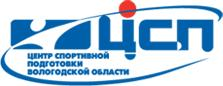 ЦСП
ЦЕНТР СПОРТИВНОЙ
ПОДГОТОВКИ
ВОЛОГОДСКОЙ ОБЛАСТИ